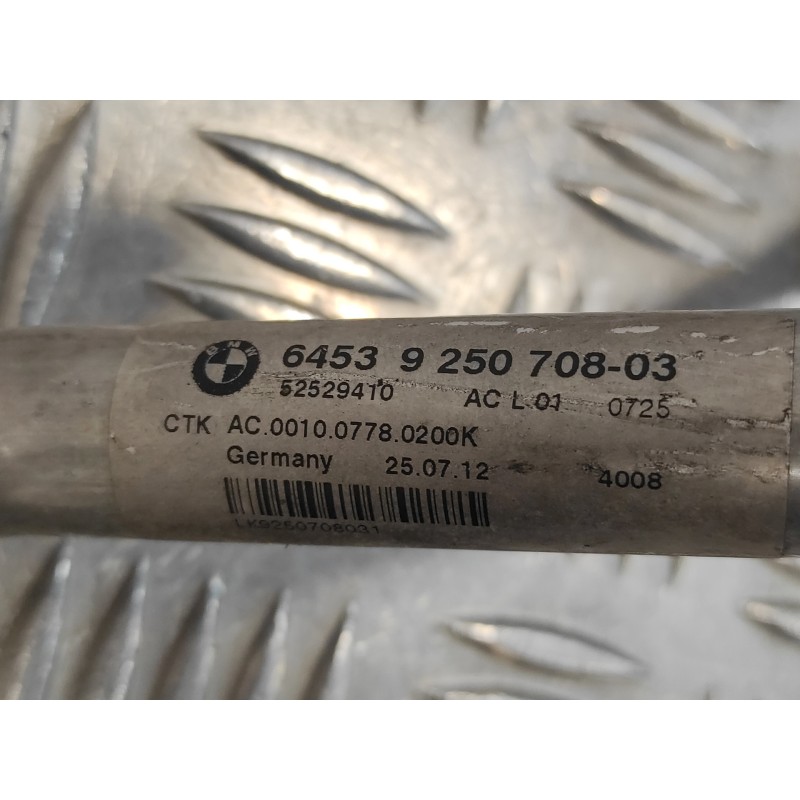 BMW 6453 9 250 708-03
52529410 AC L 01 0725
CTK AC.0010.0778.0200K
Germany 25.07.12 4008
LK9250708031